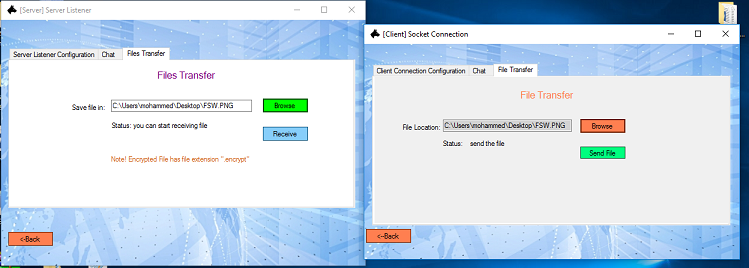 [Server] Server Listener
Server Listener Configuration Chat Files Transfer
Files Transfer
Save file in: C:\Users\mohammed\Desktop\FSW.PNG Browse
Status: you can start receiving file
Receive
Note! Encrypted File has file extension ".encrypt"
<-Back
[Client] Socket Connection
Client Connection Configuration Chat File Transfer
File Transfer
File Location: C:\Users\mohammed\Desktop\FSW.PNG Browse
Status: send the file
Send File
<--Back